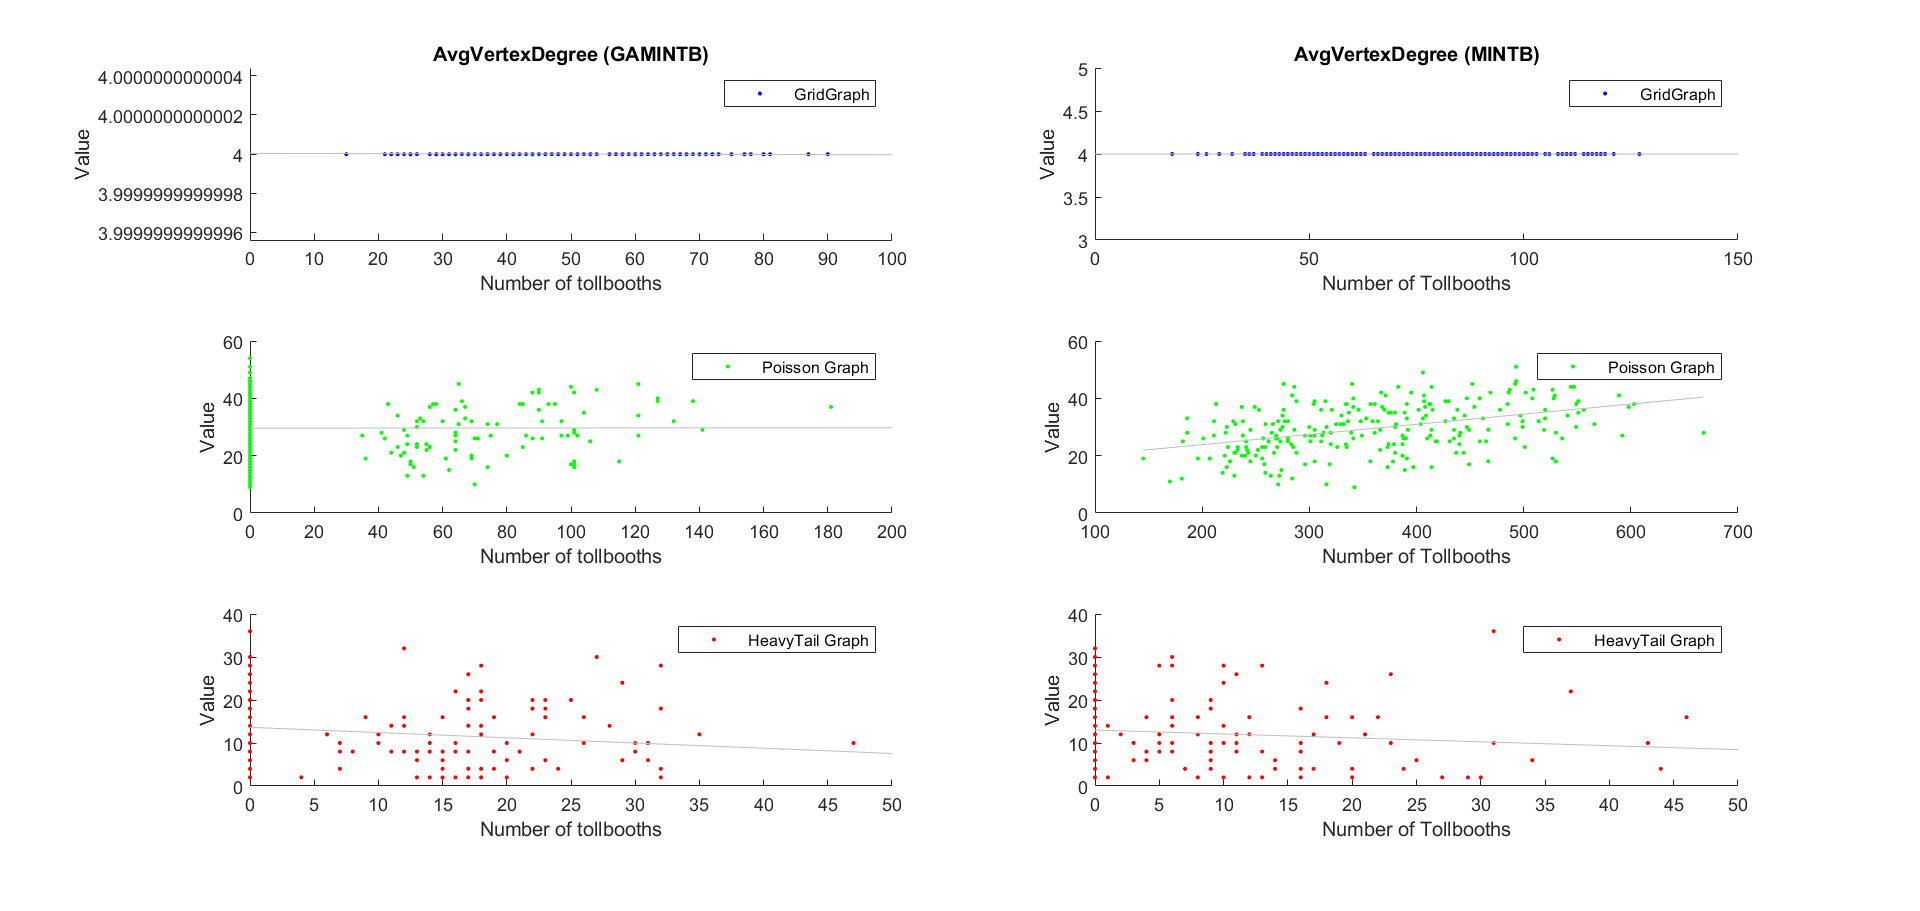 AvgVertexDegree (GAMINTB)
GridGraph
Value
4.0000000000004
4.0000000000002
4
3.9999999999998
3.9999999999996
0 10 20 30 40 50 60 70 80 90 100
Number of tollbooths
AvgVertexDegree (MINTB)
GridGraph
Value
5
4.5
4
3.5
3
0 50 100 150
Number of Tollbooths
Poisson Graph
Value
60
40
20
0
0 20 40 60 80 100 120 140 160 180 200
Number of tollbooths
Poisson Graph
Value
60
40
20
0
100 200 300 400 500 600 700
Number of Tollbooths
HeavyTail Graph
Value
40
30
20
10
0
0 5 10 15 20 25 30 35 40 45 50
Number of tollbooths
HeavyTail Graph
Value
40
30
20
10
0
0 5 10 15 20 25 30 35 40 45 50
Number of Tollbooths